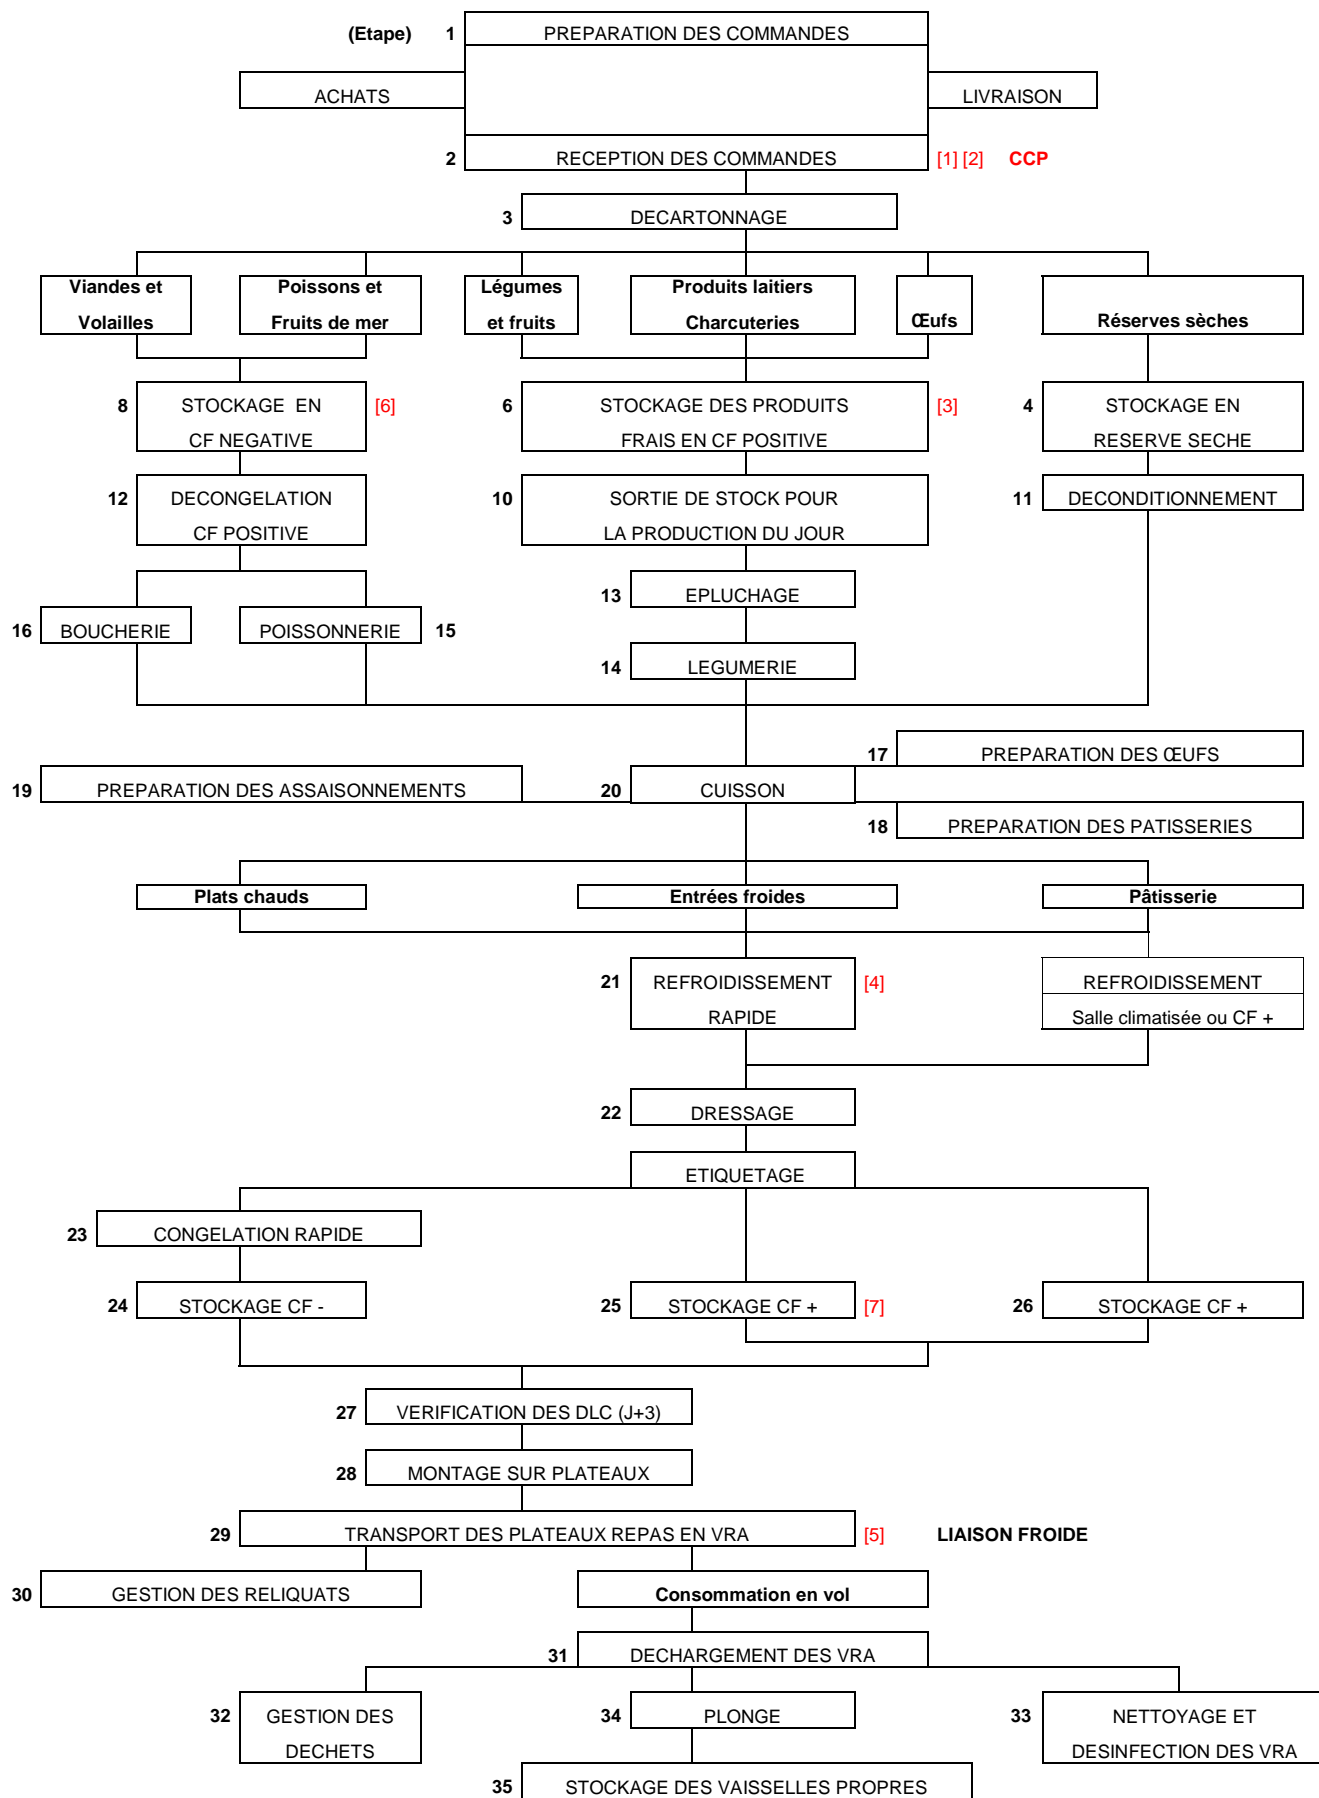 (Etape) 1 PREPARATION DES COMMANDES
ACHATS LIVRAISON
2 RECEPTION DES COMMANDES [1] [2] CCP
3 DECARTONNAGE
Viandes et Poissons et Légumes Produits laitiers
Volailles Fruits de mer et fruits Charcuteries Œufs Réserves sèches
8 STOCKAGE EN [6] 6 STOCKAGE DES PRODUITS [3] 4 STOCKAGE EN
CF NEGATIVE FRAIS EN CF POSITIVE RESERVE SECHE
12 DECONGELATION 10 SORTIE DE STOCK POUR 11 DECONDITIONNEMENT
CF POSITIVE LA PRODUCTION DU JOUR
13 EPLUCHAGE
16 BOUCHERIE POISSONNERIE 15
14 LEGUMERIE
17 PREPARATION DES ŒUFS
19 PREPARATION DES ASSAISONNEMENTS 20 CUISSON
18 PREPARATION DES PATISSERIES
Plats chauds Entrées froides Pâtisserie
21 REFROIDISSEMENT [4] REFROIDISSEMENT
RAPIDE Salle climatisée ou CF +
22 DRESSAGE
ETIQUETAGE
23 CONGELATION RAPIDE
24 STOCKAGE CF - 25 STOCKAGE CF + [7] 26 STOCKAGE CF +
27 VERIFICATION DES DLC (J+3)
28 MONTAGE SUR PLATEAUX
29 TRANSPORT DES PLATEAUX REPAS EN VRA [5] LIAISON FROIDE
30 GESTION DES RELIQUATS Consommation en vol
31 DECHARGEMENT DES VRA
32 GESTION DES 34 PLONGE 33 NETTOYAGE ET
DECHETS DESINFECTION DES VRA
35 STOCKAGE DES VAISSELLES PROPRES